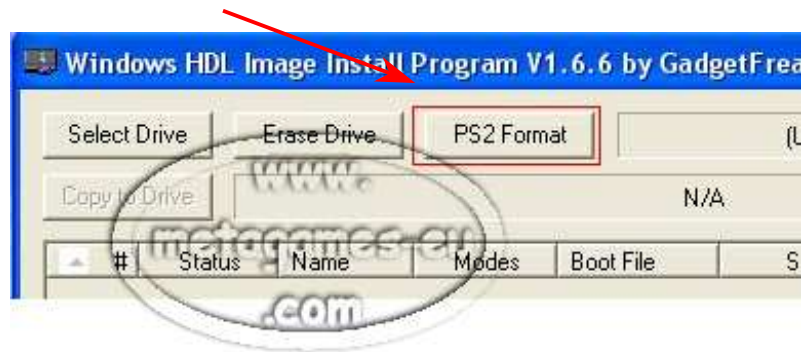 Windows HDL Image Install Program V1.6.6 by GadgetFrea
Select Drive Erase Drive PS2 Format (U
Copy to Drive N/A
# Status Name Modes Boot File S
www.
metagames-eu
.com